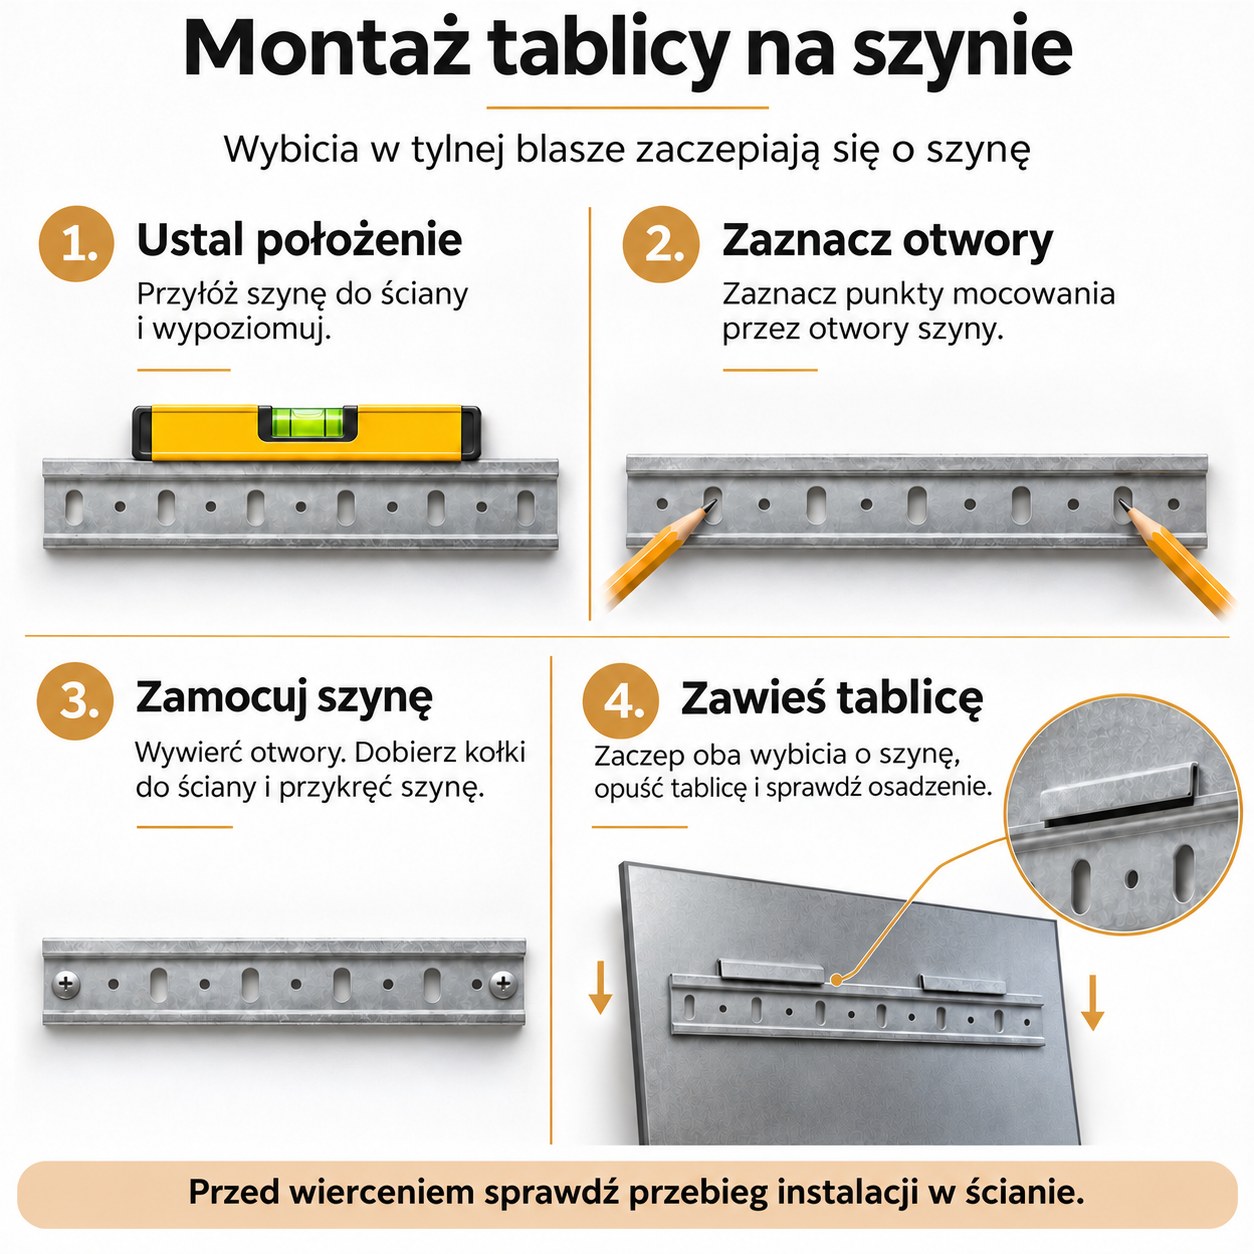 Montaż tablicy na szynie
Wybicia w tylnej blasze zaczepiają się o szynę
1. Ustal położenie
Przyłóż szynę do ściany
i wypoziomuj.
2. Zaznacz otwory
Zaznacz punkty mocowania
przez otwory szyny.
3. Zamocuj szynę
Wywierć otwory. Dobierz kołki
do ściany i przykręć szynę.
4. Zawieś tablicę
Zaczep oba wybicia o szynę,
opuść tablicę i sprawdź osadzenie.
Przed wierceniem sprawdź przebieg instalacji w ścianie.